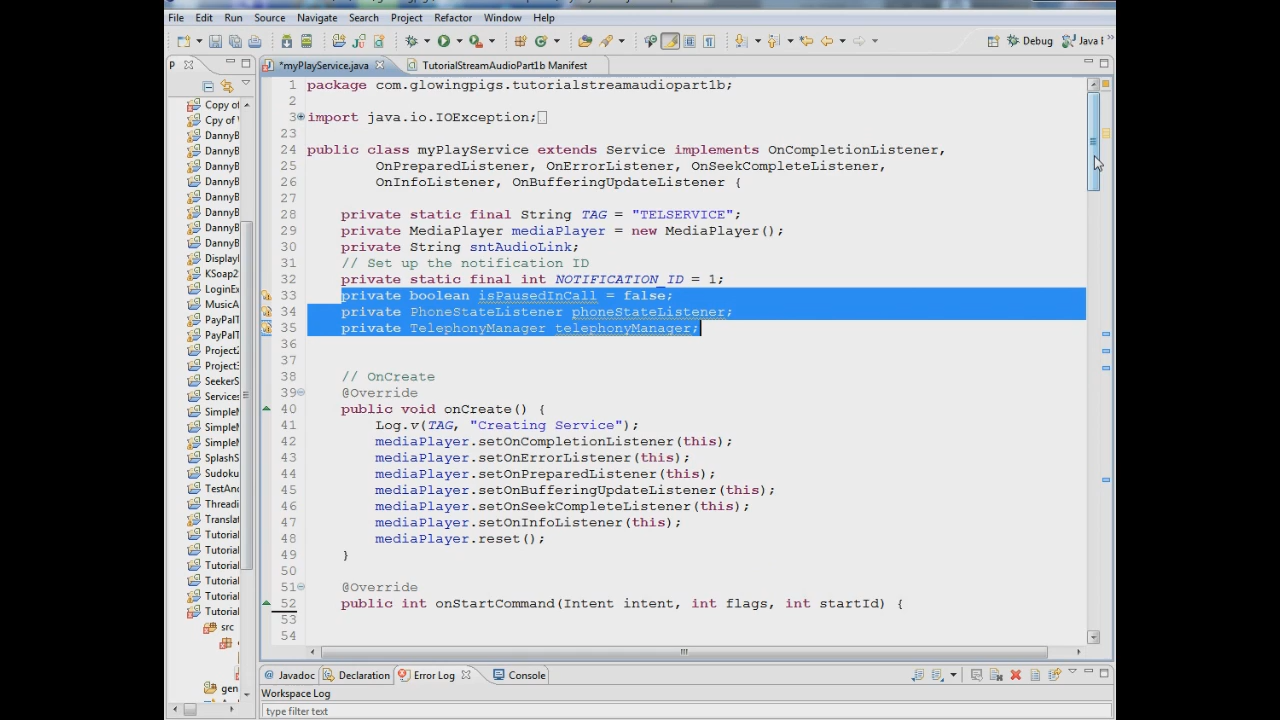 File Edit Run Source Navigate Search Project Refactor Window Help
Debug Java
P *myPlayService.java TutorialStreamAudioPart1b Manifest
Copy of
Cpy of
DannyB
DannyB
DannyB
DannyB
DannyB
DannyB
DannyB
DannyB
Display
KSoap2
LoginEx
MusicA
PayPalT
PayPalT
Project2
Project3
SeekerS
Services
SimpleM
SimpleM
SimpleM
SplashS
Sudoku
TestAn
Threadi
Translat
Tutorial
Tutorial
Tutorial
Tutorial
Tutorial
Tutorial
src
gen
1 package com.glowingpigs.tutorialstreamaudiopart1b;
2
3 import java.io.IOException;
23
24 public class myPlayService extends Service implements OnCompletionListener,
25 OnPreparedListener, OnErrorListener, OnSeekCompleteListener,
26 OnInfoListener, OnBufferingUpdateListener {
27
28 private static final String TAG = "TELSERVICE";
29 private MediaPlayer mediaPlayer = new MediaPlayer();
30 private String sntAudioLink;
31 // Set up the notification ID
32 private static final int NOTIFICATION_ID = 1;
33 private boolean isPausedInCall = false;
34 private PhoneStateListener phoneStateListener;
35 private TelephonyManager telephonyManager;
36
37
38 // OnCreate
39 @Override
40 public void onCreate() {
41 Log.v(TAG, "Creating Service");
42 mediaPlayer.setOnCompletionListener(this);
43 mediaPlayer.setOnErrorListener(this);
44 mediaPlayer.setOnPreparedListener(this);
45 mediaPlayer.setOnBufferingUpdateListener(this);
46 mediaPlayer.setOnSeekCompleteListener(this);
47 mediaPlayer.setOnInfoListener(this);
48 mediaPlayer.reset();
49 }
50
51 @Override
52 public int onStartCommand(Intent intent, int flags, int startId) {
53
54
Javadoc Declaration Error Log Console
Workspace Log
type filter text